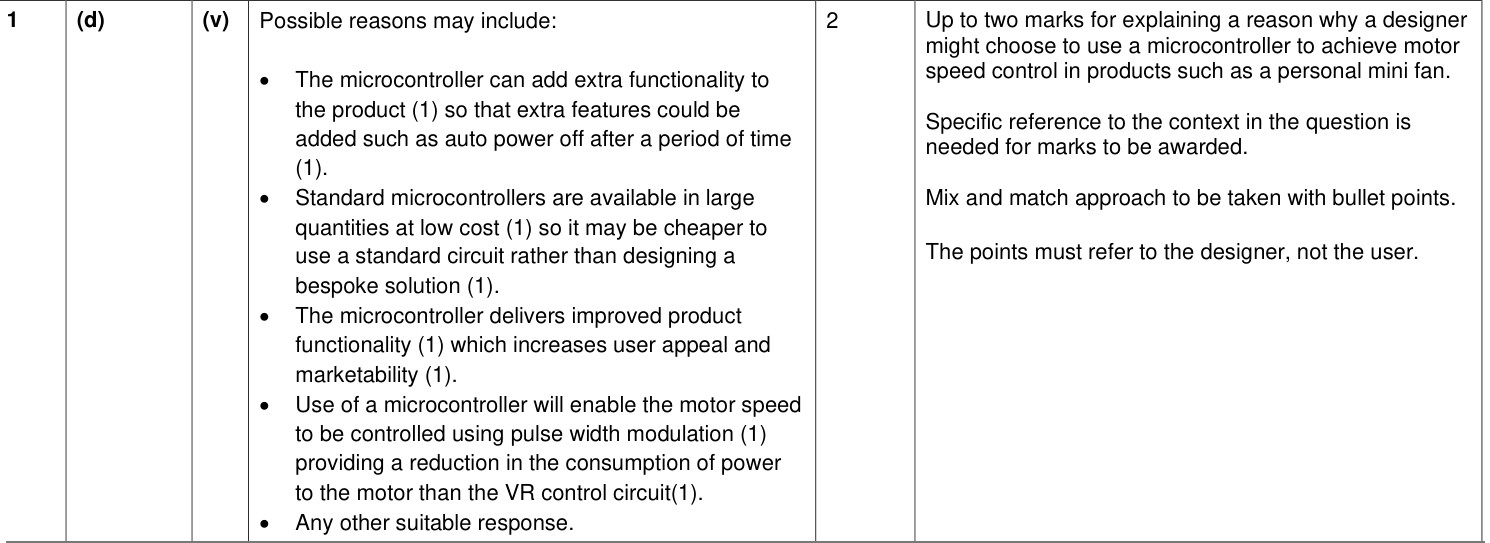 1 (d) (v) Possible reasons may include:
• The microcontroller can add extra functionality to
the product (1) so that extra features could be
added such as auto power off after a period of time
(1).
• Standard microcontrollers are available in large
quantities at low cost (1) so it may be cheaper to
use a standard circuit rather than designing a
bespoke solution (1).
• The microcontroller delivers improved product
functionality (1) which increases user appeal and
marketability (1).
• Use of a microcontroller will enable the motor speed
to be controlled using pulse width modulation (1)
providing a reduction in the consumption of power
to the motor than the VR control circuit(1).
• Any other suitable response.
2
Up to two marks for explaining a reason why a designer
might choose to use a microcontroller to achieve motor
speed control in products such as a personal mini fan.
Specific reference to the context in the question is
needed for marks to be awarded.
Mix and match approach to be taken with bullet points.
The points must refer to the designer, not the user.